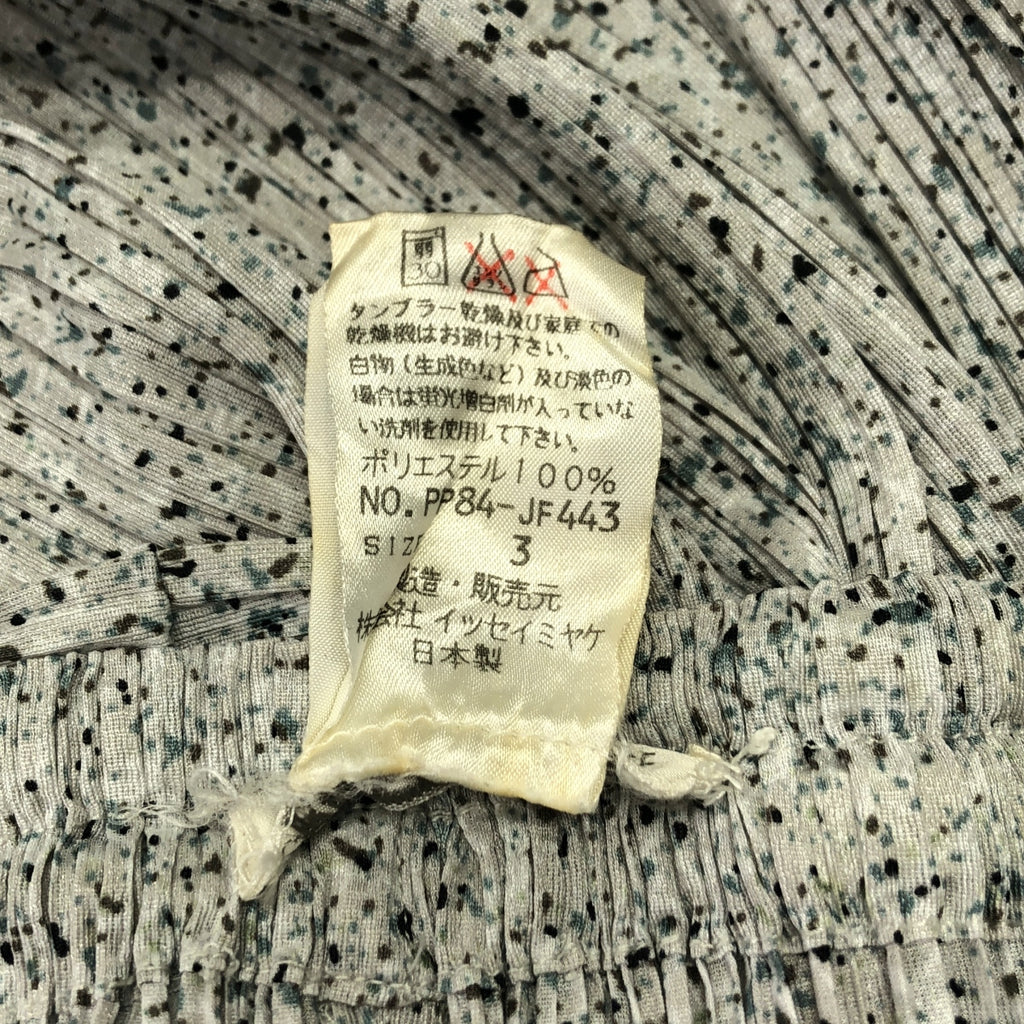 弱
30
タンブラー乾燥及び家庭での
乾燥機はお避け下さい。
白物（生成色など）及び淡色の
場合は蛍光増白剤が入っていな
い洗剤を使用して下さい。
ポリエステル100%
NO. PP84-JF443
SIZE 3
製造・販売元
株会社 イッセイミヤケ
日本製